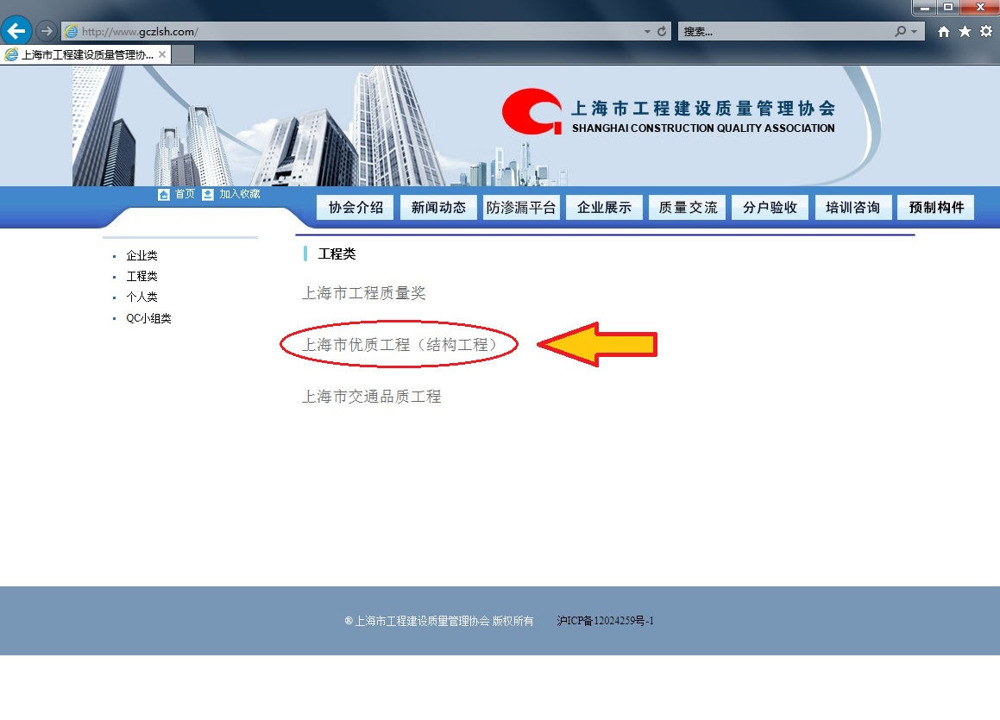 http://www.gczlsh.com/
搜索...
上海市工程建设质量管理协...
上海市工程建设质量管理协会
SHANGHAI CONSTRUCTION QUALITY ASSOCIATION
首页 加入收藏
协会介绍 新闻动态 防渗漏平台 企业展示 质量交流 分户验收 培训咨询 预制构件
企业类
工程类
个人类
QC小组类
工程类
上海市工程质量奖
上海市优质工程（结构工程）
上海市交通品质工程
® 上海市工程建设质量管理协会 版权所有 沪ICP备12024259号-1